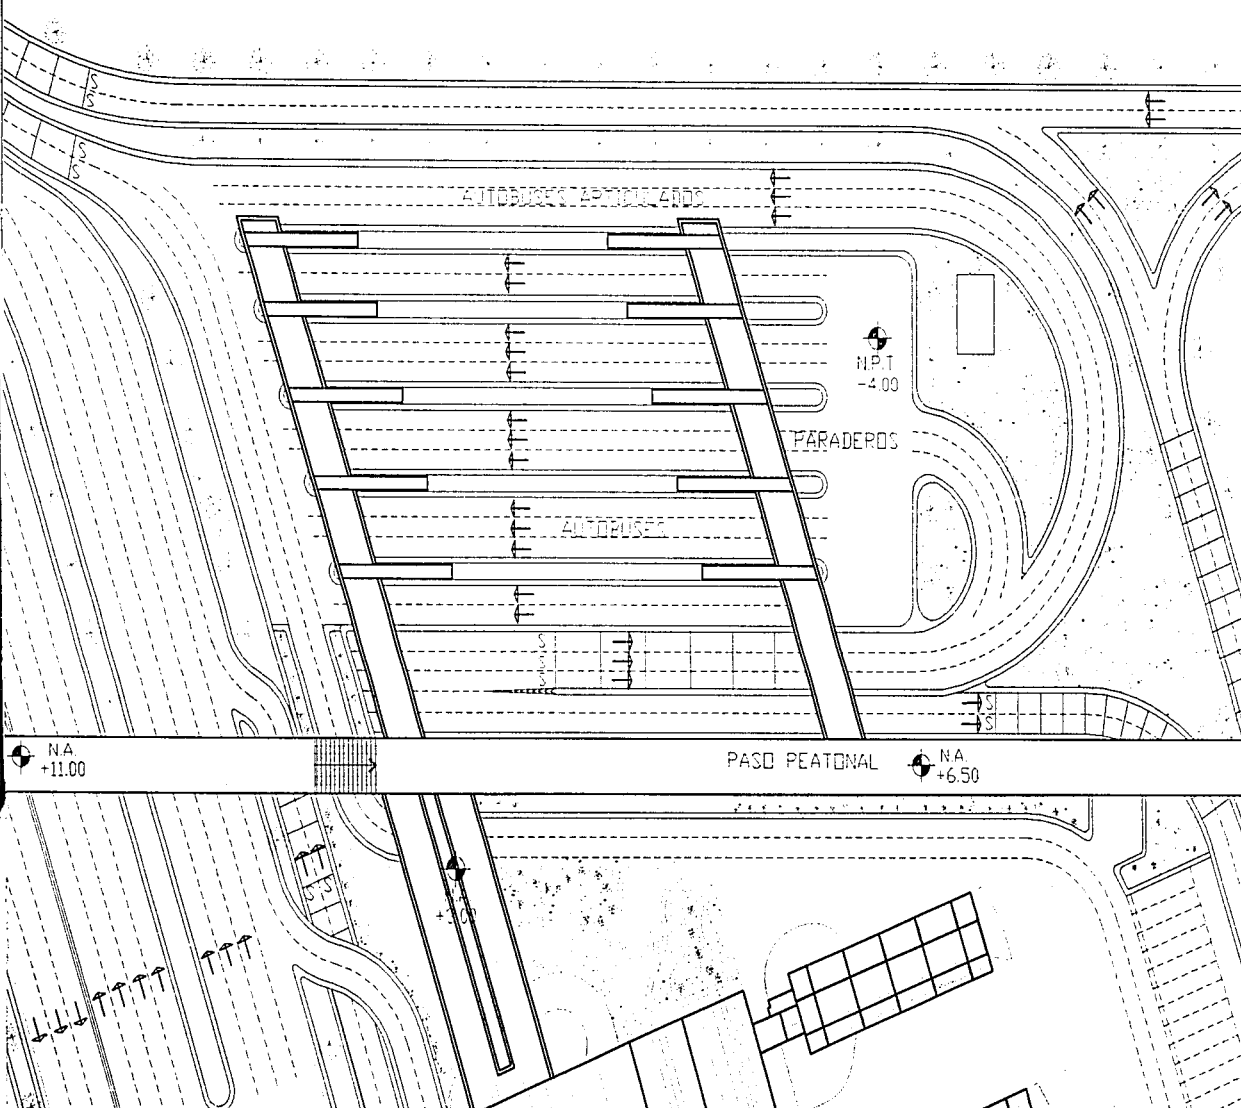 S
S
S
S
AUTOBUSES ARTICULADOS
N.P.T
-4.00
PARADEROS
AUTOBUSES
S
S
S
S
S
S
N.A.
+11.00
PASO PEATONAL
N.A.
+6.50
S
S